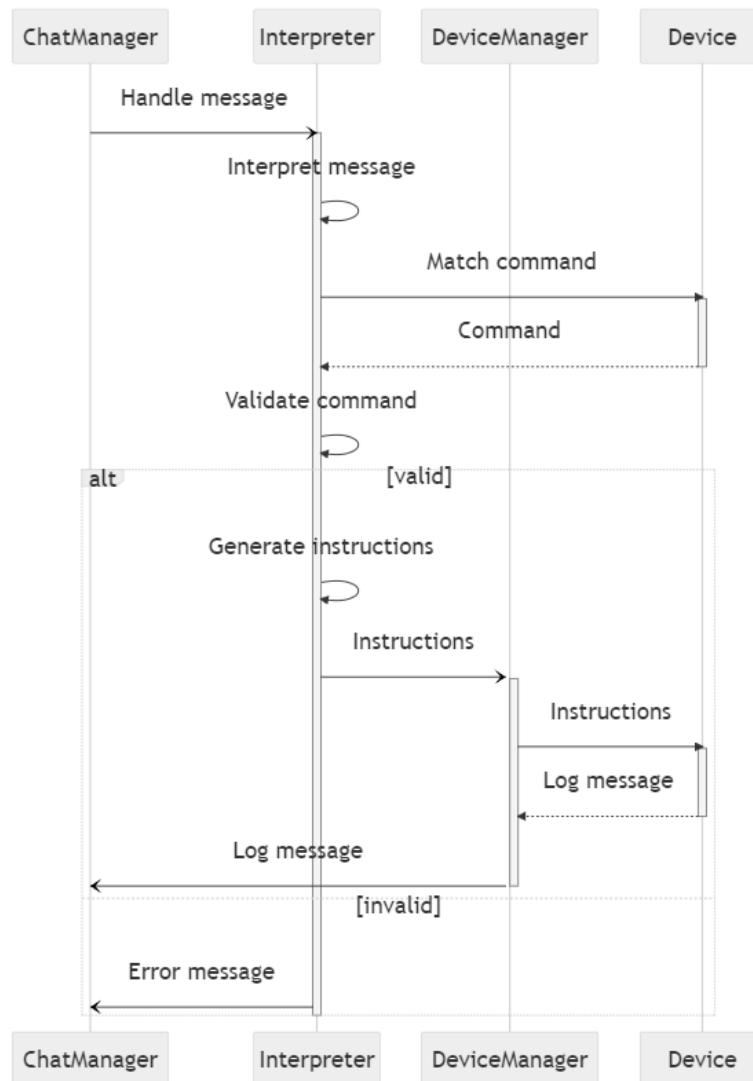 ChatManager Interpreter DeviceManager Device
Handle message
Interpret message
Match command
Command
Validate command
alt [valid]
Generate instructions
Instructions
Instructions
Log message
Log message
[invalid]
Error message
ChatManager Interpreter DeviceManager Device